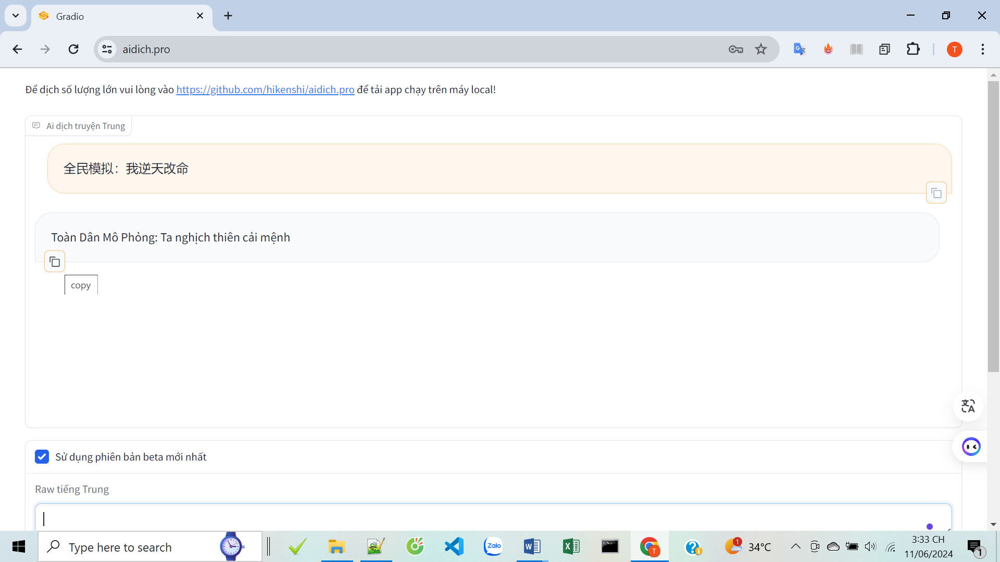 Gradio
aidich.pro
T
Để dịch số lượng lớn vui lòng vào https://github.com/hikenshi/aidich.pro để tải app chạy trên máy local!
Ai dịch truyện Trung
全民模拟：我逆天改命
Toàn Dân Mô Phỏng: Ta nghịch thiên cải mệnh
copy
Sử dụng phiên bản beta mới nhất
Raw tiếng Trung
Type here to search
Zalo
T
1
34°C
3:33 CH
11/06/2024
1